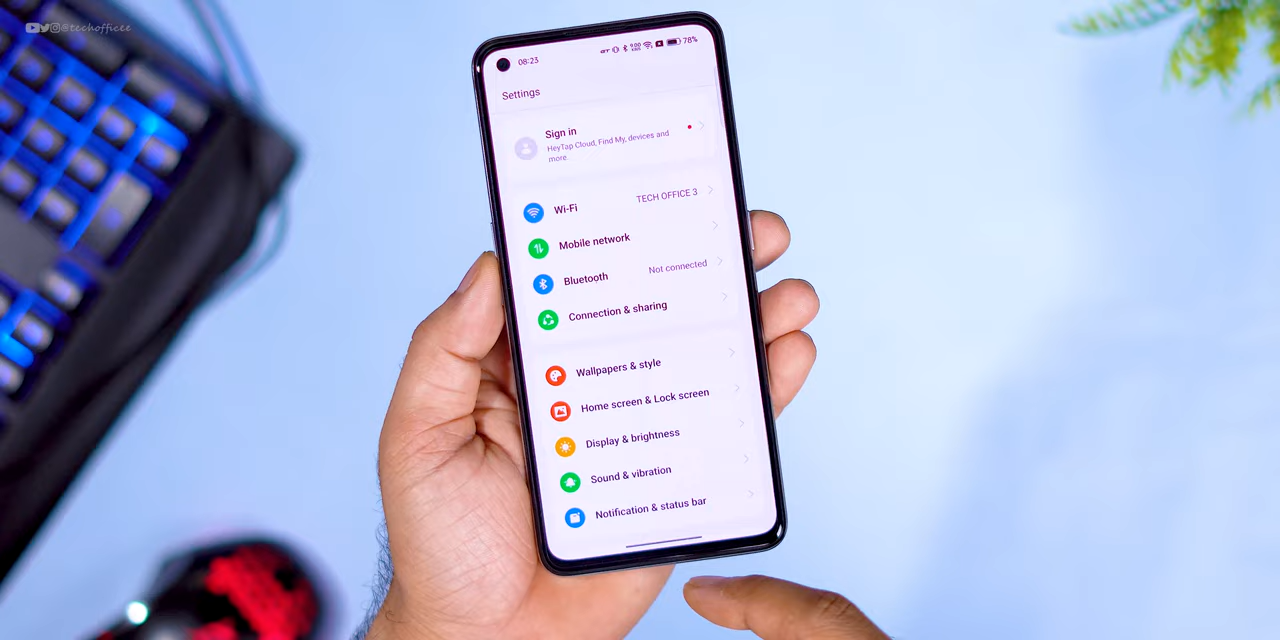 @techofficee
08:23
78%
Settings
Sign in
HeyTap Cloud, Find My, devices and
more.
Wi-Fi
TECH OFFICE 3
Mobile network
Bluetooth
Not connected
Connection & sharing
Wallpapers & style
Home screen & Lock screen
Display & brightness
Sound & vibration
Notification & status bar